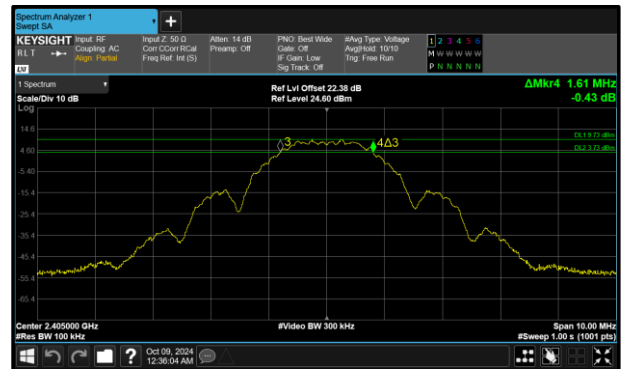 Spectrum Analyzer 1
Swept SA
+
KEYSIGHT
RLT
Input: RF
Coupling: AC
Align: Partial
Input Z: 50 Ω
Corr CCorr RCal
Freq Ref: Int (S)
Atten: 14 dB
Preamp: Off
PNO: Best Wide
Gate: Off
IF Gain: Low
Sig Track: Off
#Avg Type: Voltage
Avg|Hold: 10/10
Trig: Free Run
1 2 3 4 5 6
M W W W W W
P N N N N N
LXI
1 Spectrum
Scale/Div 10 dB
Log
Ref Lvl Offset 22.38 dB
Ref Level 24.60 dBm
ΔMkr4 1.61 MHz
-0.43 dB
14.6
4.60
-5.40
-15.4
-25.4
-35.4
-45.4
-55.4
-65.4
3
4Δ3
DL1 9.73 dBm
DL2 3.73 dBm
Center 2.405000 GHz
#Res BW 100 kHz
#Video BW 300 kHz
Span 10.00 MHz
#Sweep 1.00 s (1001 pts)
?
Oct 09, 2024
12:36:04 AM